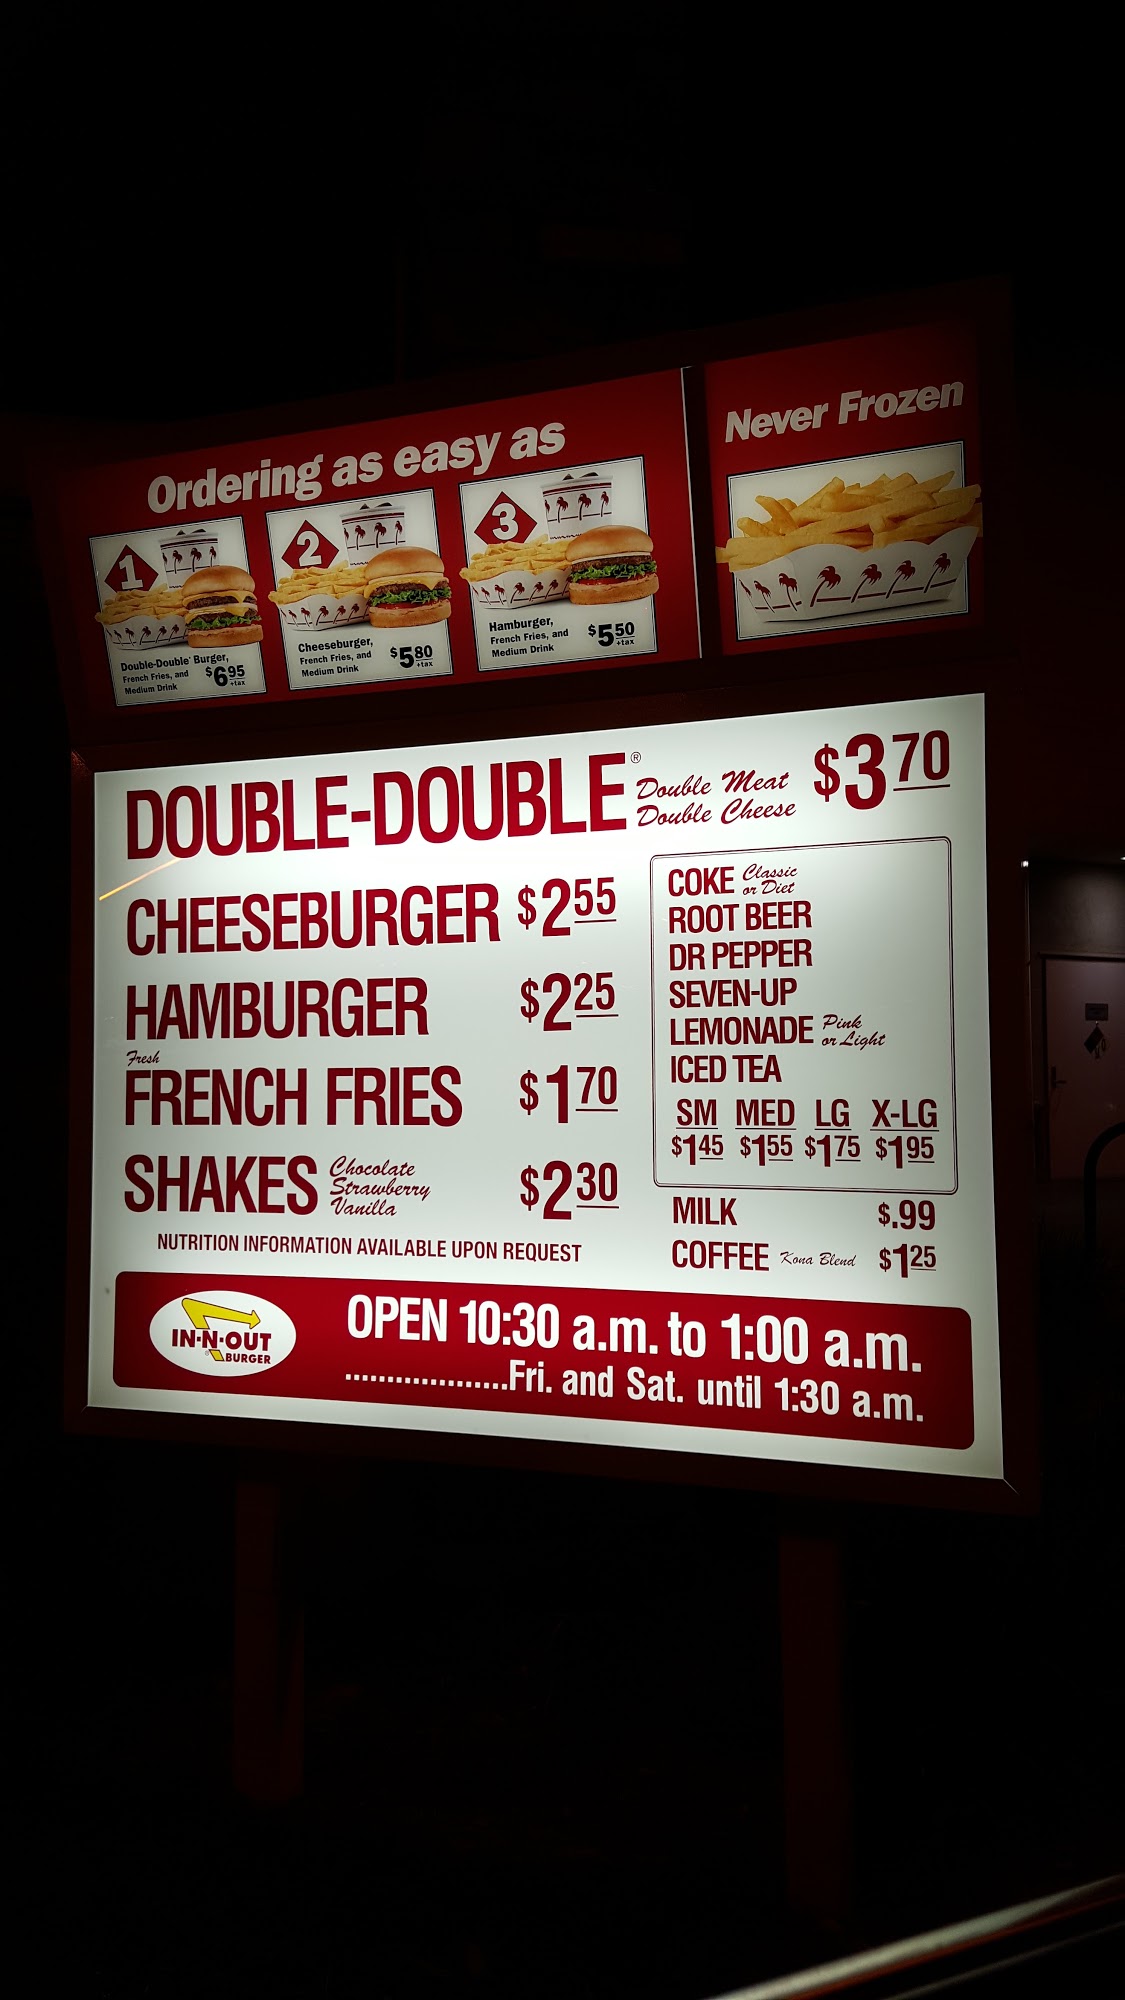 Ordering as easy as
Never Frozen
1
Double-Double® Burger,
French Fries, and
Medium Drink
$6.95
+tax
2
Cheeseburger,
French Fries, and
Medium Drink
$5.80
+tax
3
Hamburger,
French Fries, and
Medium Drink
$5.50
+tax
DOUBLE-DOUBLE® Double Meat
Double Cheese
$3.70
CHEESEBURGER $2.55
HAMBURGER $2.25
Fresh
FRENCH FRIES $1.70
SHAKES Chocolate
Strawberry
Vanilla
$2.30
NUTRITION INFORMATION AVAILABLE UPON REQUEST
COKE Classic
or Diet
ROOT BEER
DR PEPPER
SEVEN-UP
LEMONADE Pink
or Light
ICED TEA
SM MED LG X-LG
$1.45 $1.55 $1.75 $1.95
MILK $.99
COFFEE Kona Blend $1.25
IN-N-OUT
BURGER
OPEN 10:30 a.m. to 1:00 a.m.
...................Fri. and Sat. until 1:30 a.m.